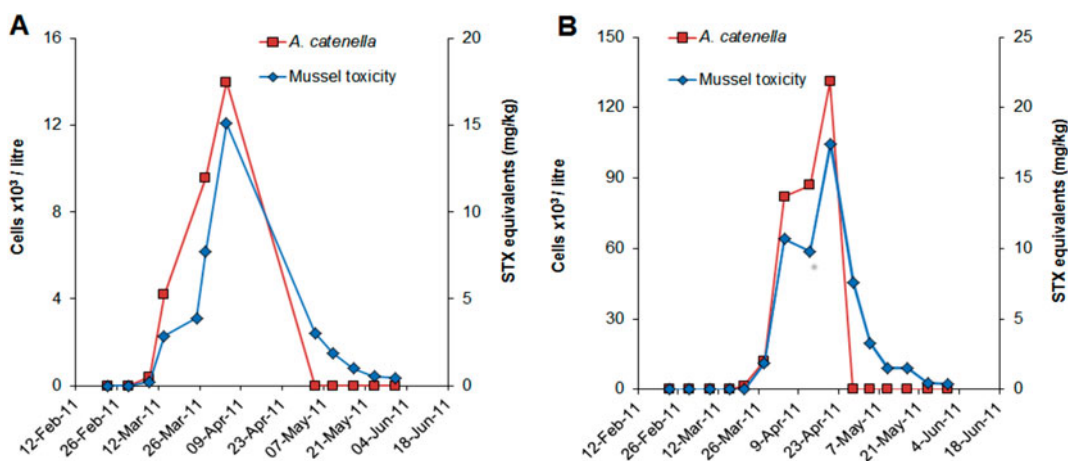 A
16
12
8
4
0
Cells x10³ / litre
A. catenella
Mussel toxicity
20
15
10
5
0
STX equivalents (mg/kg)
12-Feb-11
26-Feb-11
12-Mar-11
26-Mar-11
09-Apr-11
23-Apr-11
07-May-11
21-May-11
04-Jun-11
18-Jun-11
B
150
120
90
60
30
0
Cells x10³ / litre
A. catenella
Mussel toxicity
25
20
15
10
5
0
STX equivalents (mg/kg)
12-Feb-11
26-Feb-11
12-Mar-11
26-Mar-11
9-Apr-11
23-Apr-11
7-May-11
21-May-11
4-Jun-11
18-Jun-11